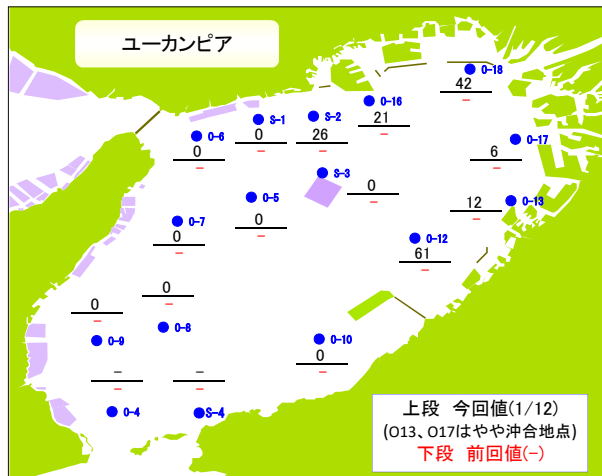 ユーカンピア
O-18
42
–
O-16
21
–
S-2
26
–
S-1
0
–
O-6
0
–
O-17
6
–
S-3
0
–
O-5
0
–
O-13
12
–
O-7
0
–
O-12
61
–
0
–
O-8
0
–
O-9
O-10
0
–
–
–
O-4
–
–
S-4
上段 今回値(1/12)
(O13、O17はやや沖合地点)
下段 前回値(−)